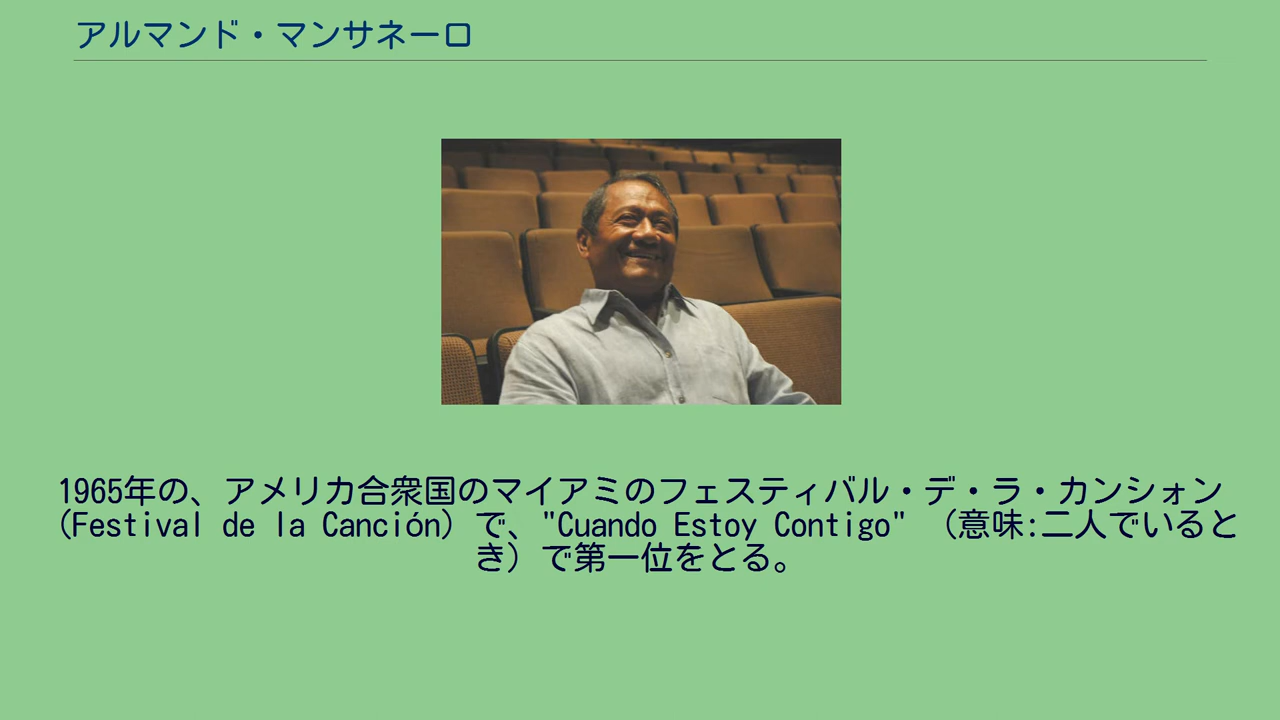 アルマンド・マンサネーロ
1965年の、アメリカ合衆国のマイアミのフェスティバル・デ・ラ・カンシォン
(Festival de la Canción) で、"Cuando Estoy Contigo" （意味:二人でいると
き）で第一位をとる。